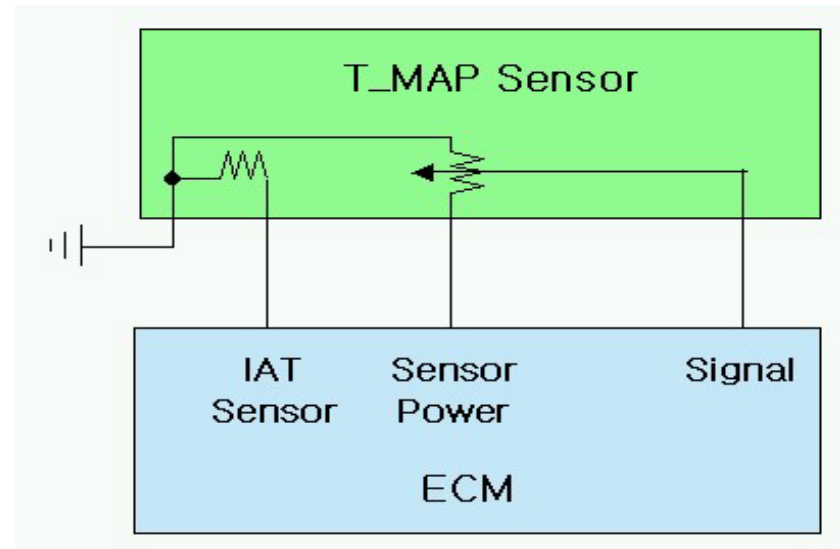 T_MAP Sensor
IAT Sensor
Sensor Power
Signal
ECM